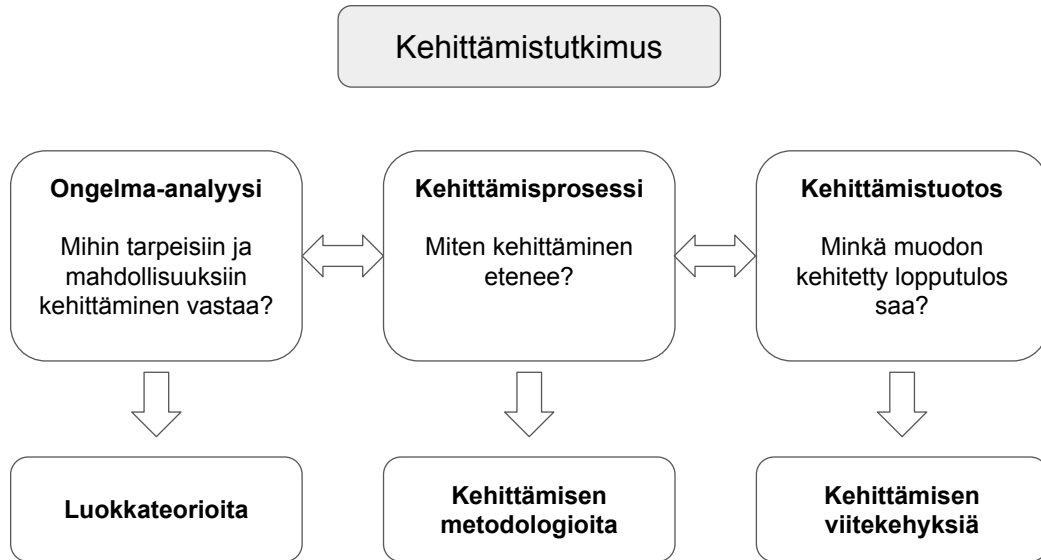 Kehittämistutkimus
Ongelma-analyysi
Mihin tarpeisiin ja
mahdollisuuksiin
kehittäminen vastaa?
Kehittämisprosessi
Miten kehittäminen
etenee?
Kehittämistuotos
Minkä muodon
kehitetty lopputulos
saa?
Luokkateorioita
Kehittämisen
metodologioita
Kehittämisen
viitekehyksiä